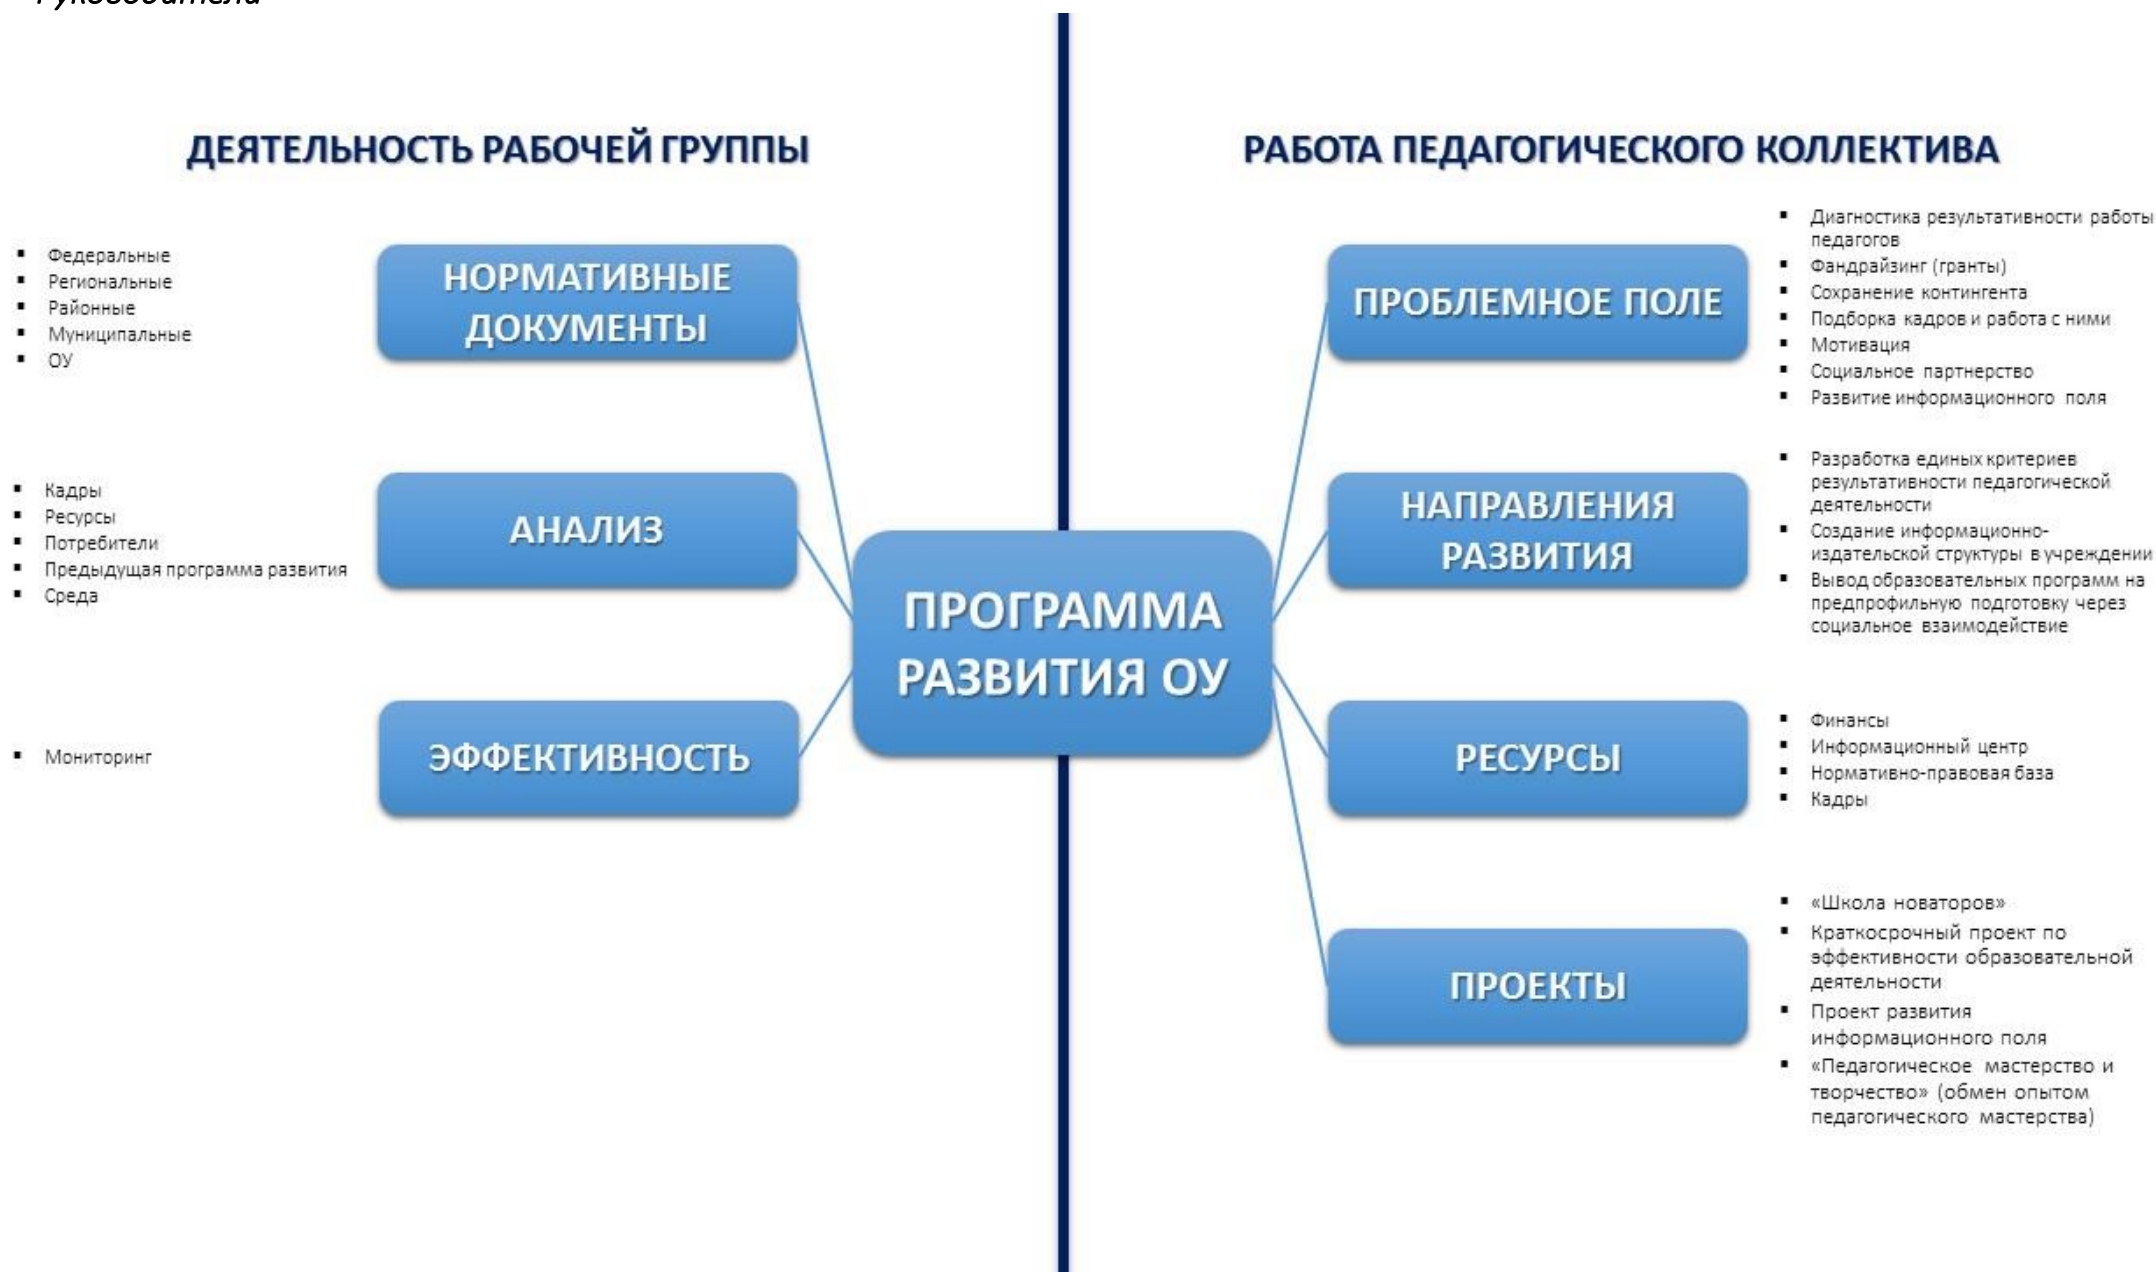 Руководители
ДЕЯТЕЛЬНОСТЬ РАБОЧЕЙ ГРУППЫ
▪ Федеральные
▪ Региональные
▪ Районные
▪ Муниципальные
▪ ОУ
НОРМАТИВНЫЕ
ДОКУМЕНТЫ
▪ Кадры
▪ Ресурсы
▪ Потребители
▪ Предыдущая программа развития
▪ Среда
АНАЛИЗ
▪ Мониторинг
ЭФФЕКТИВНОСТЬ
ПРОГРАММА
РАЗВИТИЯ ОУ
РАБОТА ПЕДАГОГИЧЕСКОГО КОЛЛЕКТИВА
ПРОБЛЕМНОЕ ПОЛЕ
▪ Диагностика результативности работы
педагогов
▪ Фандрайзинг (гранты)
▪ Сохранение контингента
▪ Подборка кадров и работа с ними
▪ Мотивация
▪ Социальное партнерство
▪ Развитие информационного поля
НАПРАВЛЕНИЯ
РАЗВИТИЯ
▪ Разработка единых критериев
результативности педагогической
деятельности
▪ Создание информационно-
издательской структуры в учреждении
▪ Вывод образовательных программ на
предпрофильную подготовку через
социальное взаимодействие
РЕСУРСЫ
▪ Финансы
▪ Информационный центр
▪ Нормативно-правовая база
▪ Кадры
ПРОЕКТЫ
▪ «Школа новаторов»
▪ Краткосрочный проект по
эффективности образовательной
деятельности
▪ Проект развития
информационного поля
▪ «Педагогическое мастерство и
творчество» (обмен опытом
педагогического мастерства)